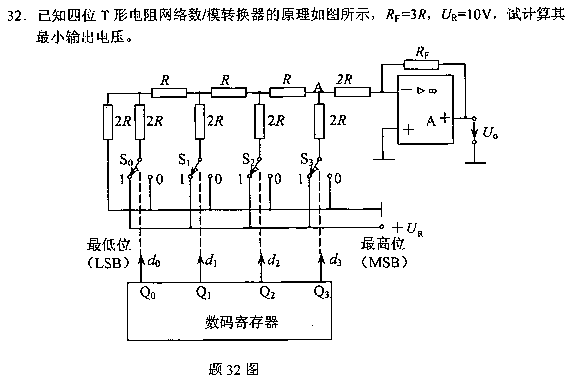 32．已知四位 T 形电阻网络数/模转换器的原理如图所示，R_F=3R，U_R=10V，试计算其
最小输出电压。
R R R A 2R R_F
2R 2R 2R 2R 2R
− ▷ ∞
+ A +
U_o
S_0 S_1 S_2 S_3
1 0 1 0 1 0 1 0
+U_R
最低位 最高位
(LSB) d_0 d_1 d_2 d_3 (MSB)
Q_0 Q_1 Q_2 Q_3
数码寄存器
题 32 图